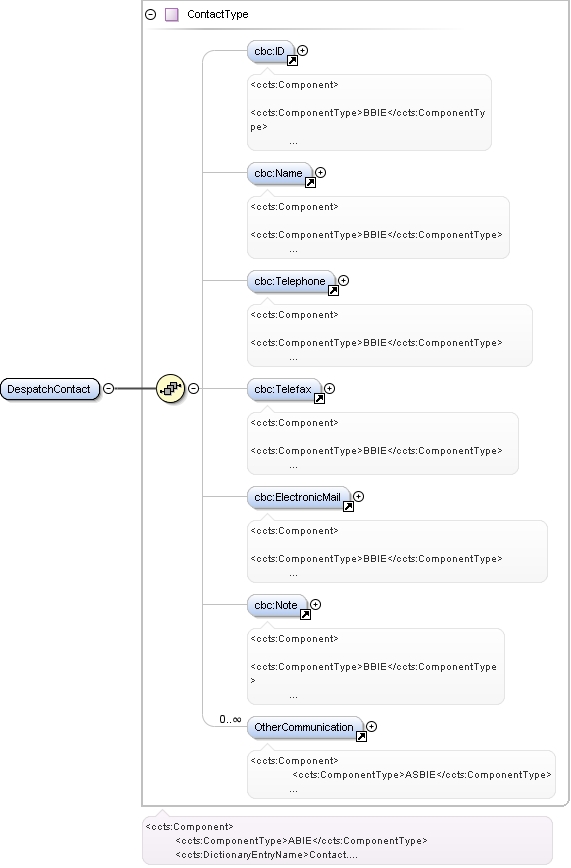 ContactType
cbc:ID
<ccts:Component>
<ccts:ComponentType>BBIE</ccts:ComponentTy
pe>
...
cbc:Name
<ccts:Component>
<ccts:ComponentType>BBIE</ccts:ComponentType>
...
cbc:Telephone
<ccts:Component>
<ccts:ComponentType>BBIE</ccts:ComponentType>
...
DespatchContact
cbc:Telefax
<ccts:Component>
<ccts:ComponentType>BBIE</ccts:ComponentType>
...
cbc:ElectronicMail
<ccts:Component>
<ccts:ComponentType>BBIE</ccts:ComponentType>
...
cbc:Note
<ccts:Component>
<ccts:ComponentType>BBIE</ccts:ComponentType
>
...
0..∞
OtherCommunication
<ccts:Component>
<ccts:ComponentType>ASBIE</ccts:ComponentType>
...
<ccts:Component>
<ccts:ComponentType>ABIE</ccts:ComponentType>
<ccts:DictionaryEntryName>Contact....